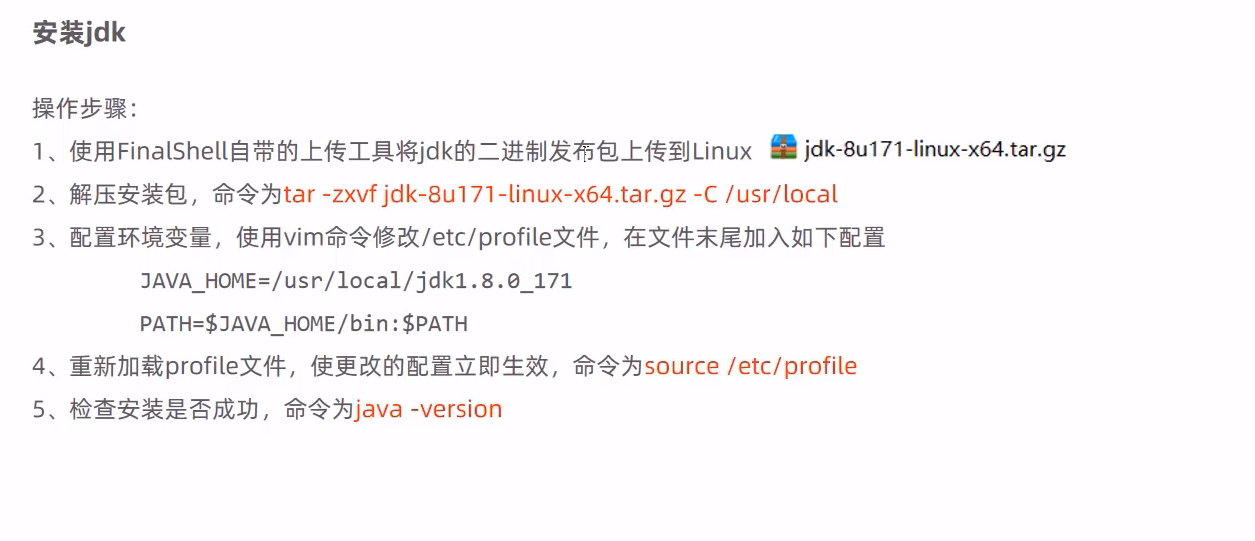 安装jdk
操作步骤：
1、使用FinalShell自带的上传工具将jdk的二进制发布包上传到Linux jdk-8u171-linux-x64.tar.gz
2、解压安装包，命令为tar -zxvf jdk-8u171-linux-x64.tar.gz -C /usr/local
3、配置环境变量，使用vim命令修改/etc/profile文件，在文件末尾加入如下配置
JAVA_HOME=/usr/local/jdk1.8.0_171
PATH=$JAVA_HOME/bin:$PATH
4、重新加载profile文件，使更改的配置立即生效，命令为source /etc/profile
5、检查安装是否成功，命令为java -version